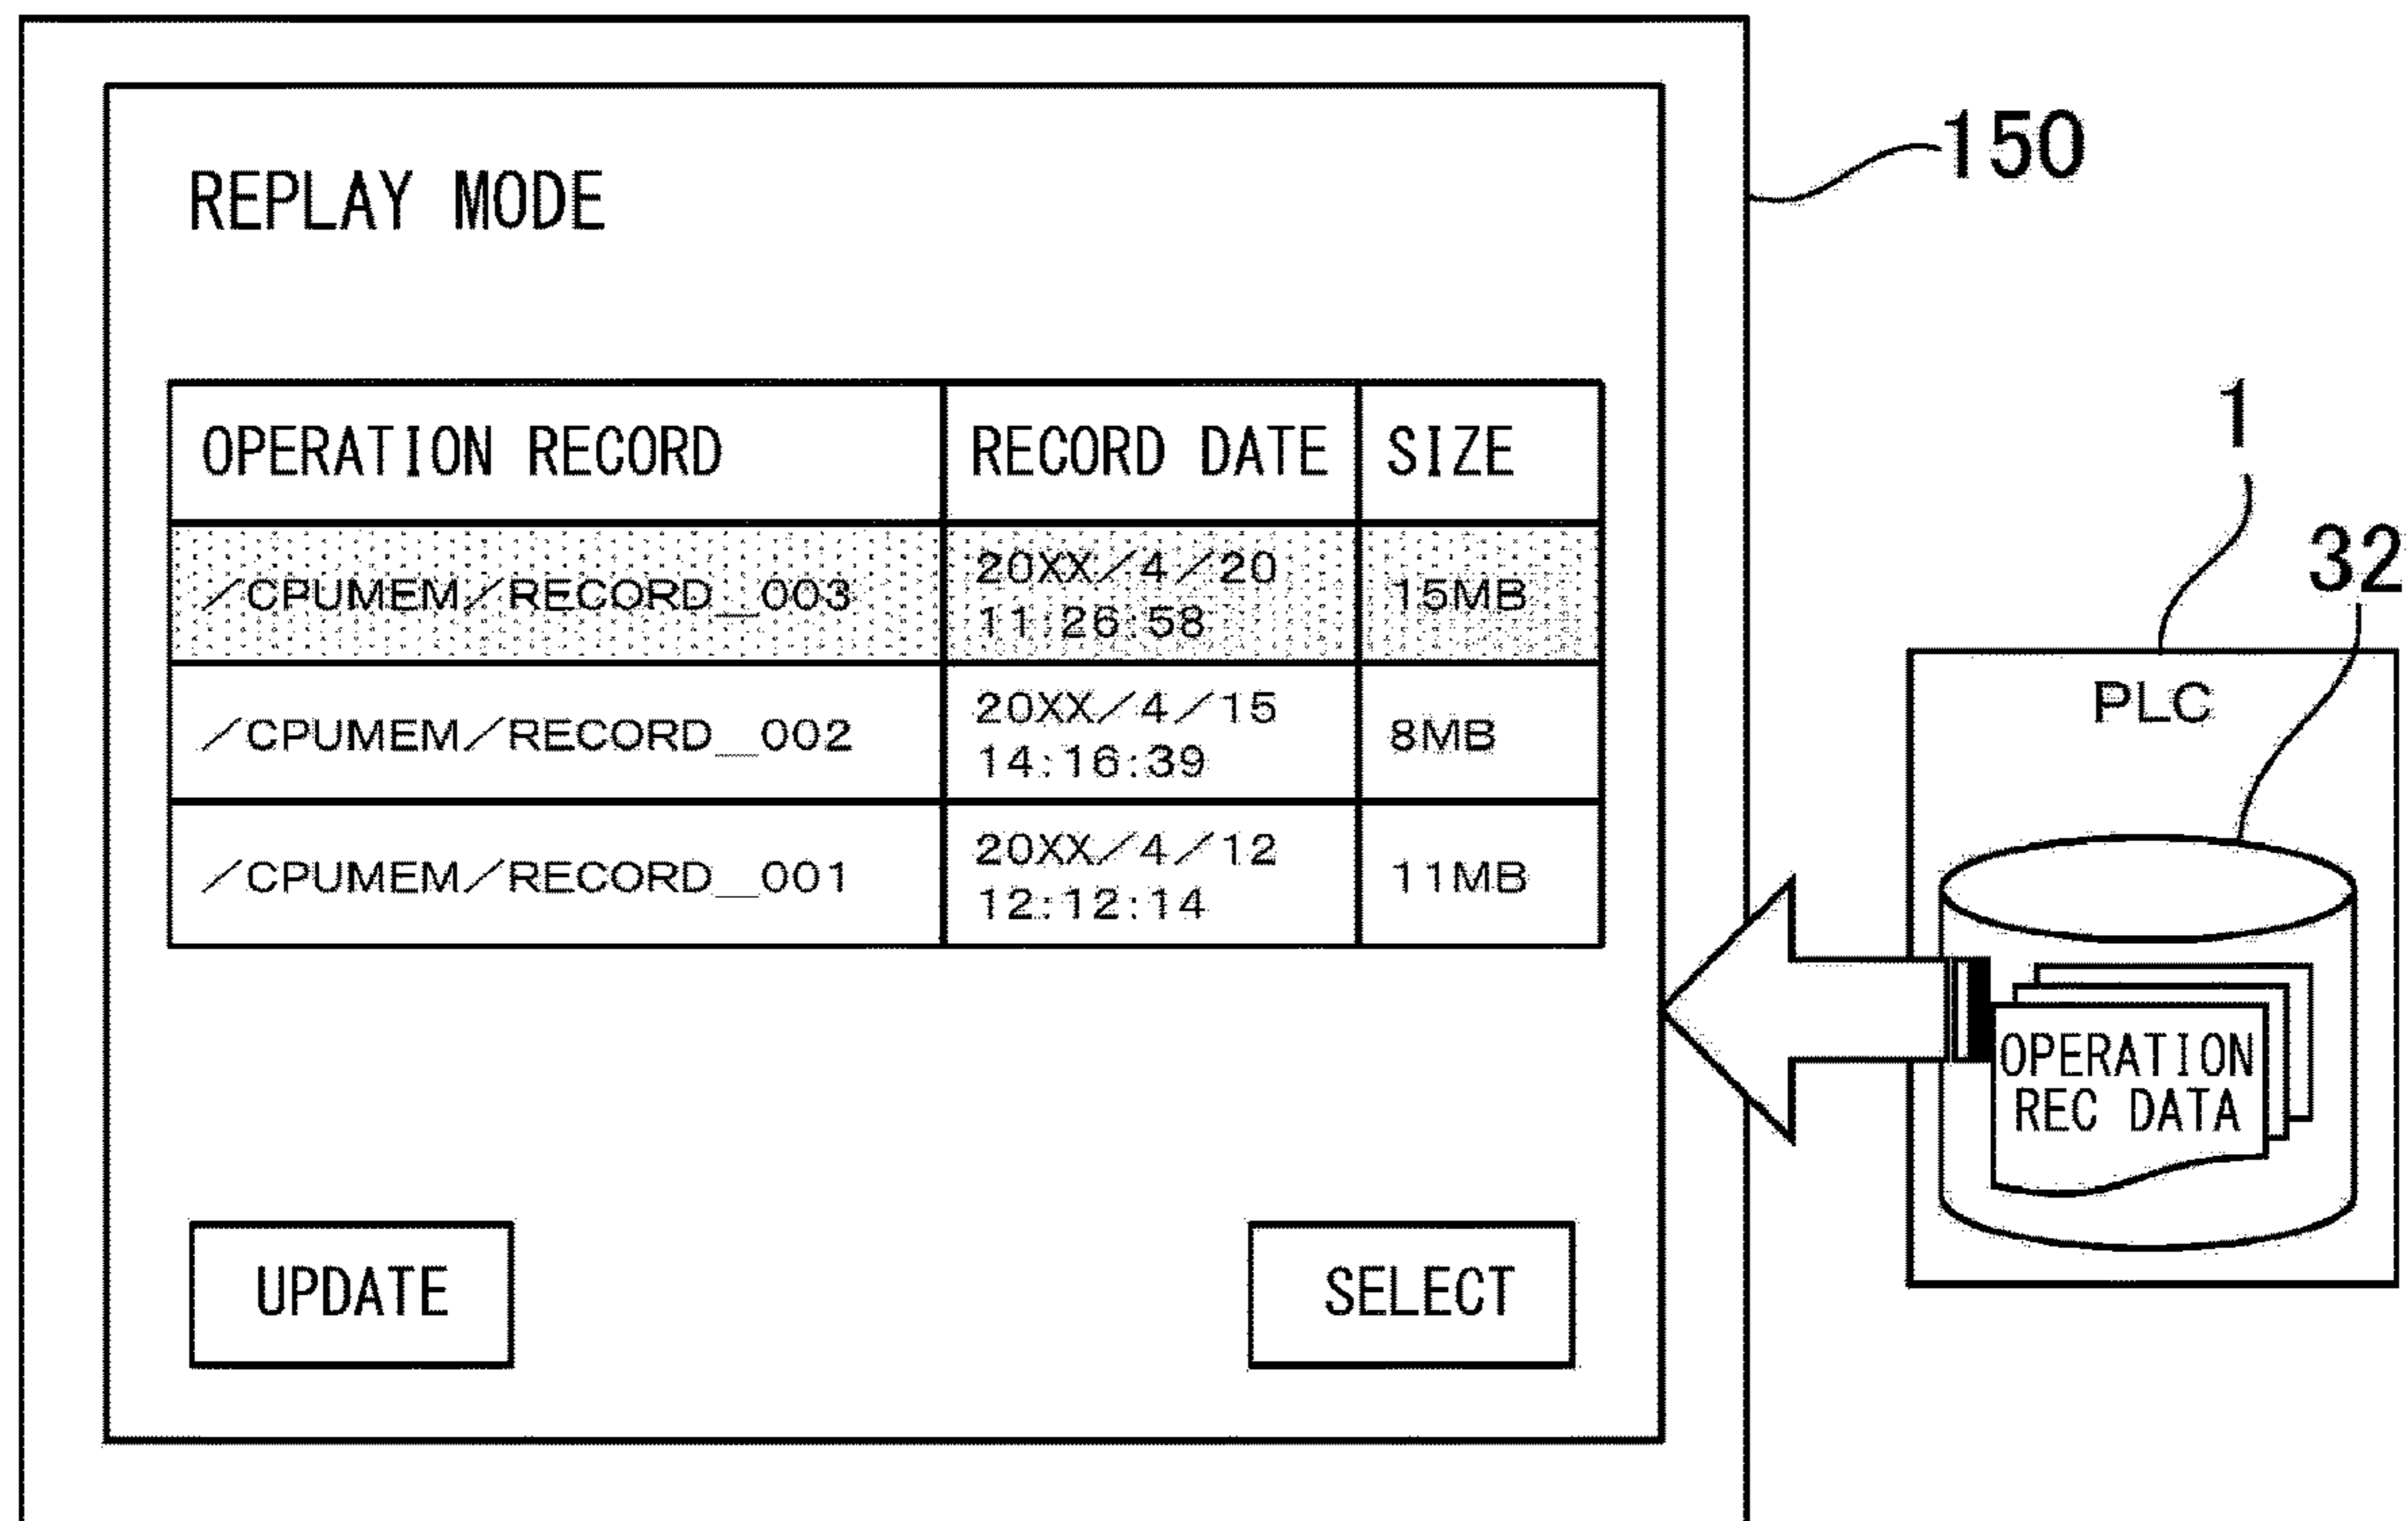 REPLAY MODE
150
OPERATION RECORD RECORD DATE SIZE
/CPUMEM/RECORD_003 20XX/4/20 11:26:58 15MB
/CPUMEM/RECORD_002 20XX/4/15 14:16:39 8MB
/CPUMEM/RECORD_001 20XX/4/12 12:12:14 11MB
UPDATE
SELECT
1
32
PLC
OPERATION
REC DATA